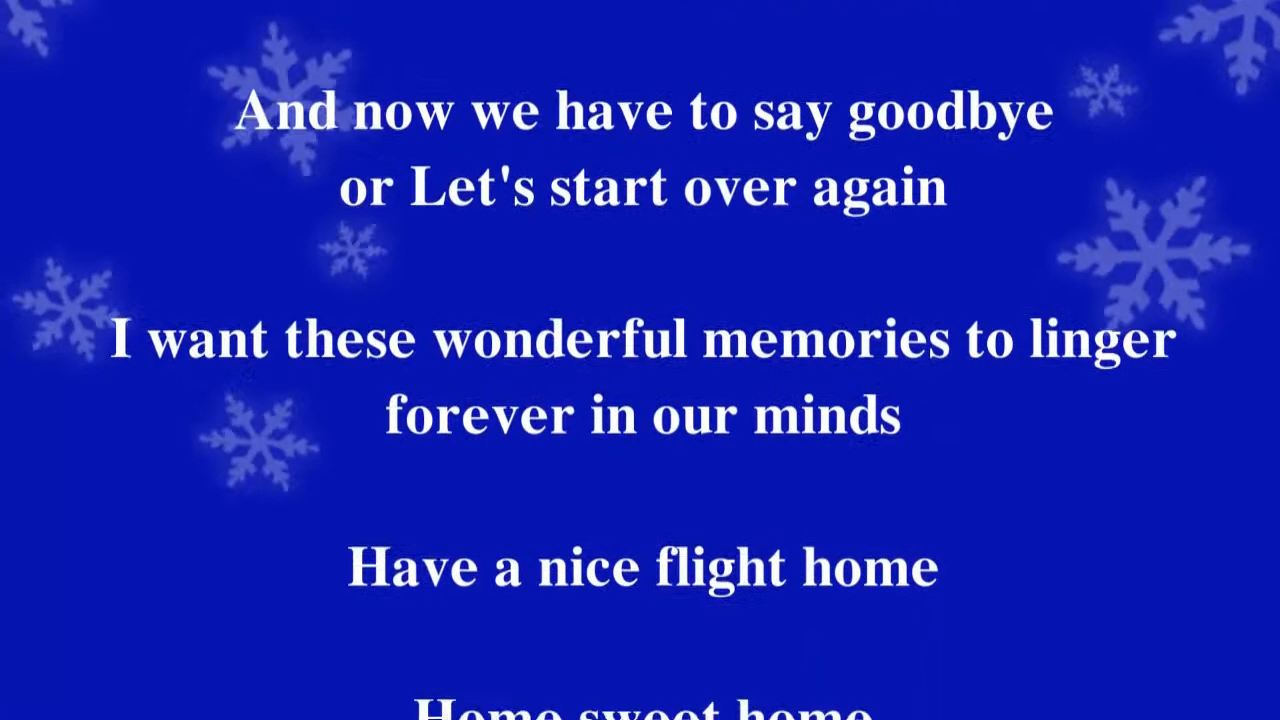 And now we have to say goodbye
or Let's start over again
I want these wonderful memories to linger
forever in our minds
Have a nice flight home
Home sweet home